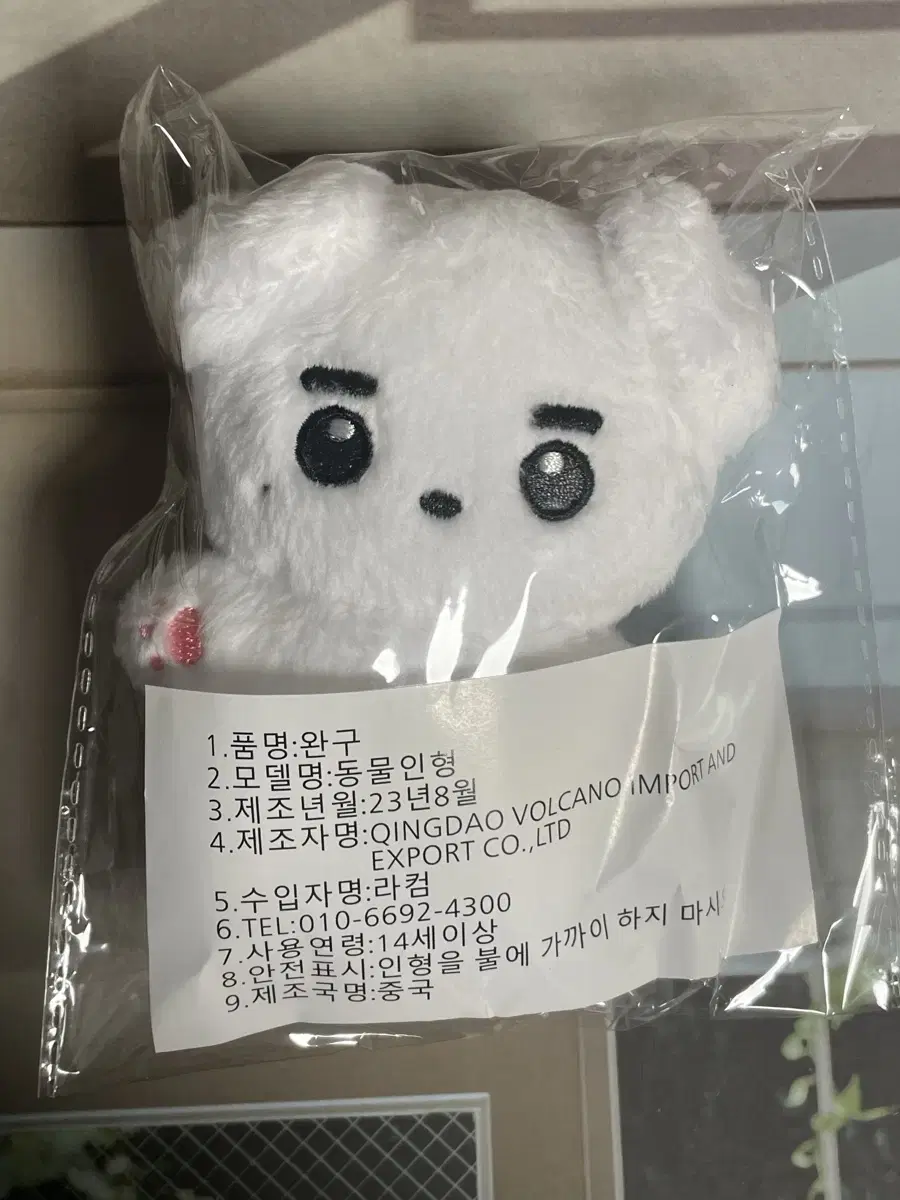 1.품명:완구
2.모델명:동물인형
3.제조년월:23년8월
4.제조자명:QINGDAO VOLCANO IMPORT AND
EXPORT CO.,LTD
5.수입자명:라컴
6.TEL:010-6692-4300
7.사용연령:14세이상
8.안전표시:인형을 불에 가까이 하지
9.제조국명:중국